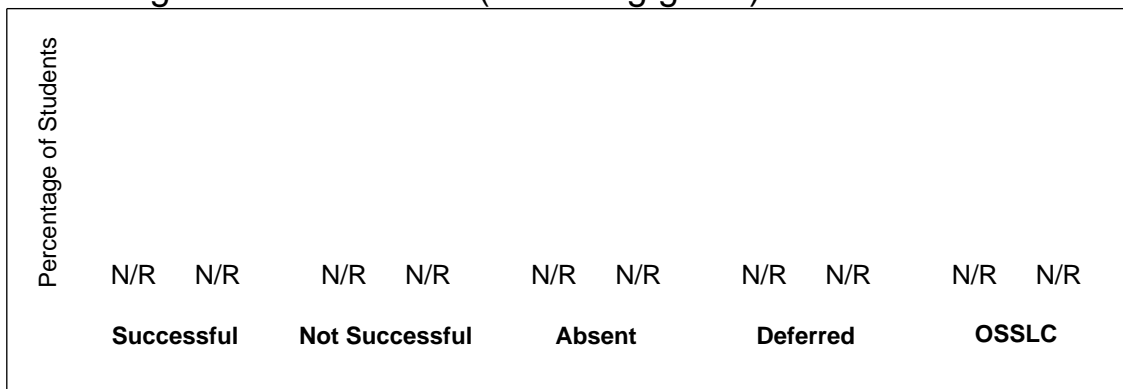 Percentage of Students
N/R N/R N/R N/R N/R N/R N/R N/R N/R N/R
Successful Not Successful Absent Deferred OSSLC